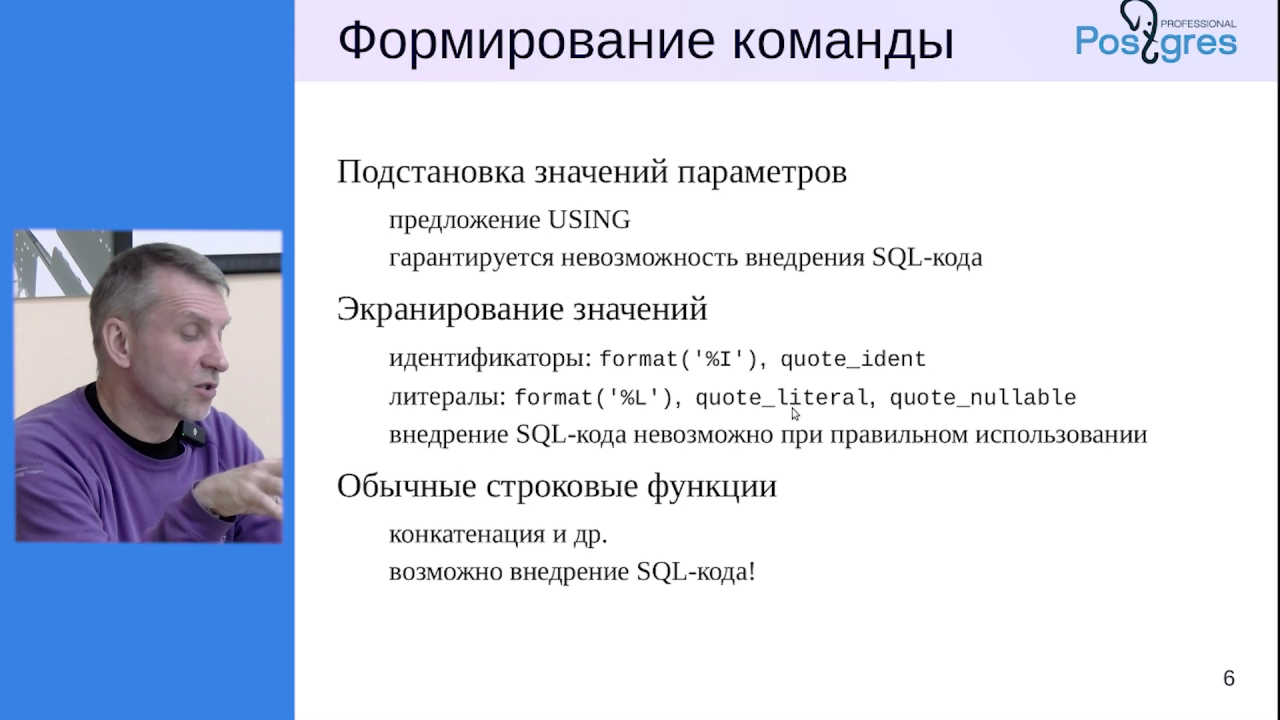 Формирование команды
PROFESSIONAL
Postgres
Подстановка значений параметров
предложение USING
гарантируется невозможность внедрения SQL-кода
Экранирование значений
идентификаторы: format('%I'), quote_ident
литералы: format('%L'), quote_literal, quote_nullable
внедрение SQL-кода невозможно при правильном использовании
Обычные строковые функции
конкатенация и др.
возможно внедрение SQL-кода!
6